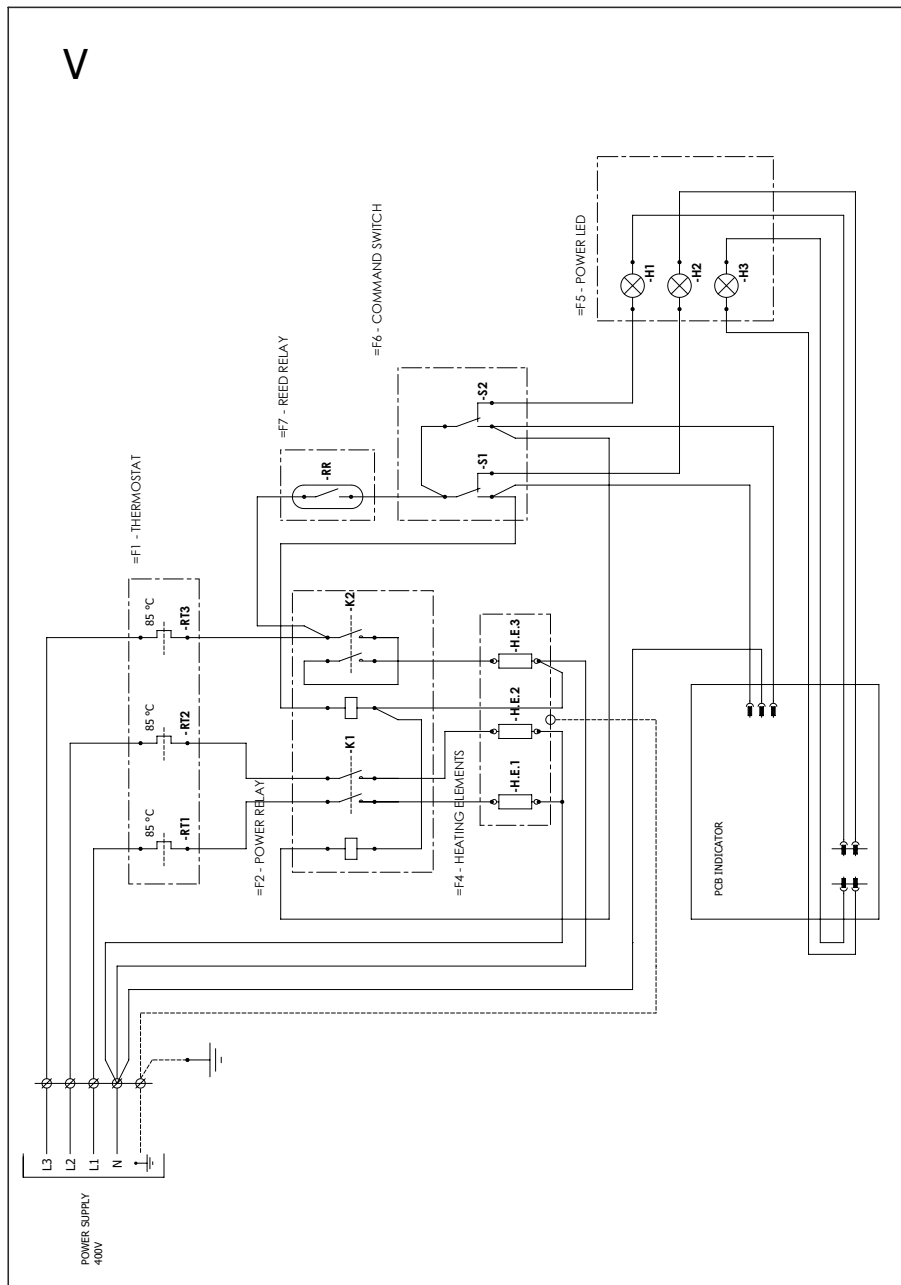 V
=F5 - POWER LED
-H1
-H2
-H3
=F6 - COMMAND SWITCH
-S2
-S1
=F7 - REED RELAY
-RR
=F1 - THERMOSTAT
85 °C
-RT3
85 °C
-RT2
85 °C
-RT1
=F2 - POWER RELAY
-K2
-K1
=F4 - HEATING ELEMENTS
-H.E.3
-H.E.2
-H.E.1
PCB INDICATOR
L3
L2
L1
N
POWER SUPPLY
400V